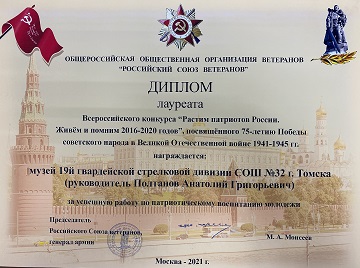 ОБЩЕРОССИЙСКАЯ ОБЩЕСТВЕННАЯ ОРГАНИЗАЦИЯ ВЕТЕРАНОВ
"РОССИЙСКИЙ СОЮЗ ВЕТЕРАНОВ"
ДИПЛОМ
лауреата
Всероссийского конкурса "Растим патриотов России.
Живём и помним 2016-2020 годов", посвящённого 75-летию Победы
советского народа в Великой Отечественной войне 1941-1945 гг.
награждается:
музей 19й гвардейской стрелковой дивизии СОШ №32 г. Томска
(руководитель Полтанов Анатолий Григорьевич)
за успешную работу по патриотическому воспитанию молодежи
Председатель
Российского Союза ветеранов,
генерал армии
М. А. Моисеев
Москва - 2021 г.